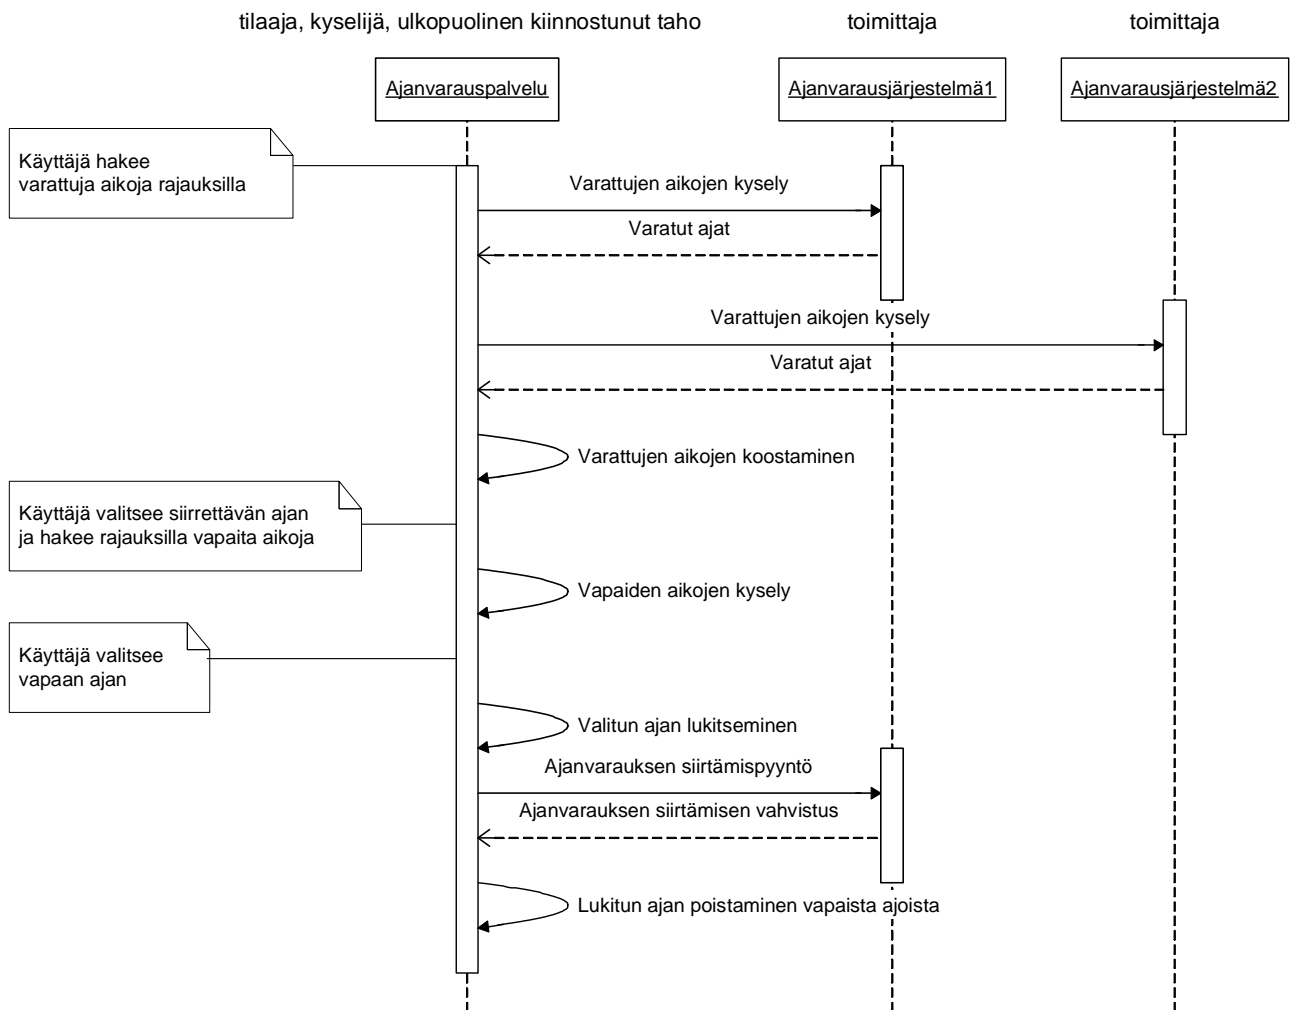 tilaaja, kyselijä, ulkopuolinen kiinnostunut taho
toimittaja
toimittaja
Ajanvarauspalvelu
Ajanvarausjärjestelmä1
Ajanvarausjärjestelmä2
Käyttäjä hakee
varattuja aikoja rajauksilla
Varattujen aikojen kysely
Varatut ajat
Varattujen aikojen kysely
Varatut ajat
Varattujen aikojen koostaminen
Käyttäjä valitsee siirrettävän ajan
ja hakee rajauksilla vapaita aikoja
Vapaiden aikojen kysely
Käyttäjä valitsee
vapaan ajan
Valitun ajan lukitseminen
Ajanvarauksen siirtämispyyntö
Ajanvarauksen siirtämisen vahvistus
Lukitun ajan poistaminen vapaista ajoista